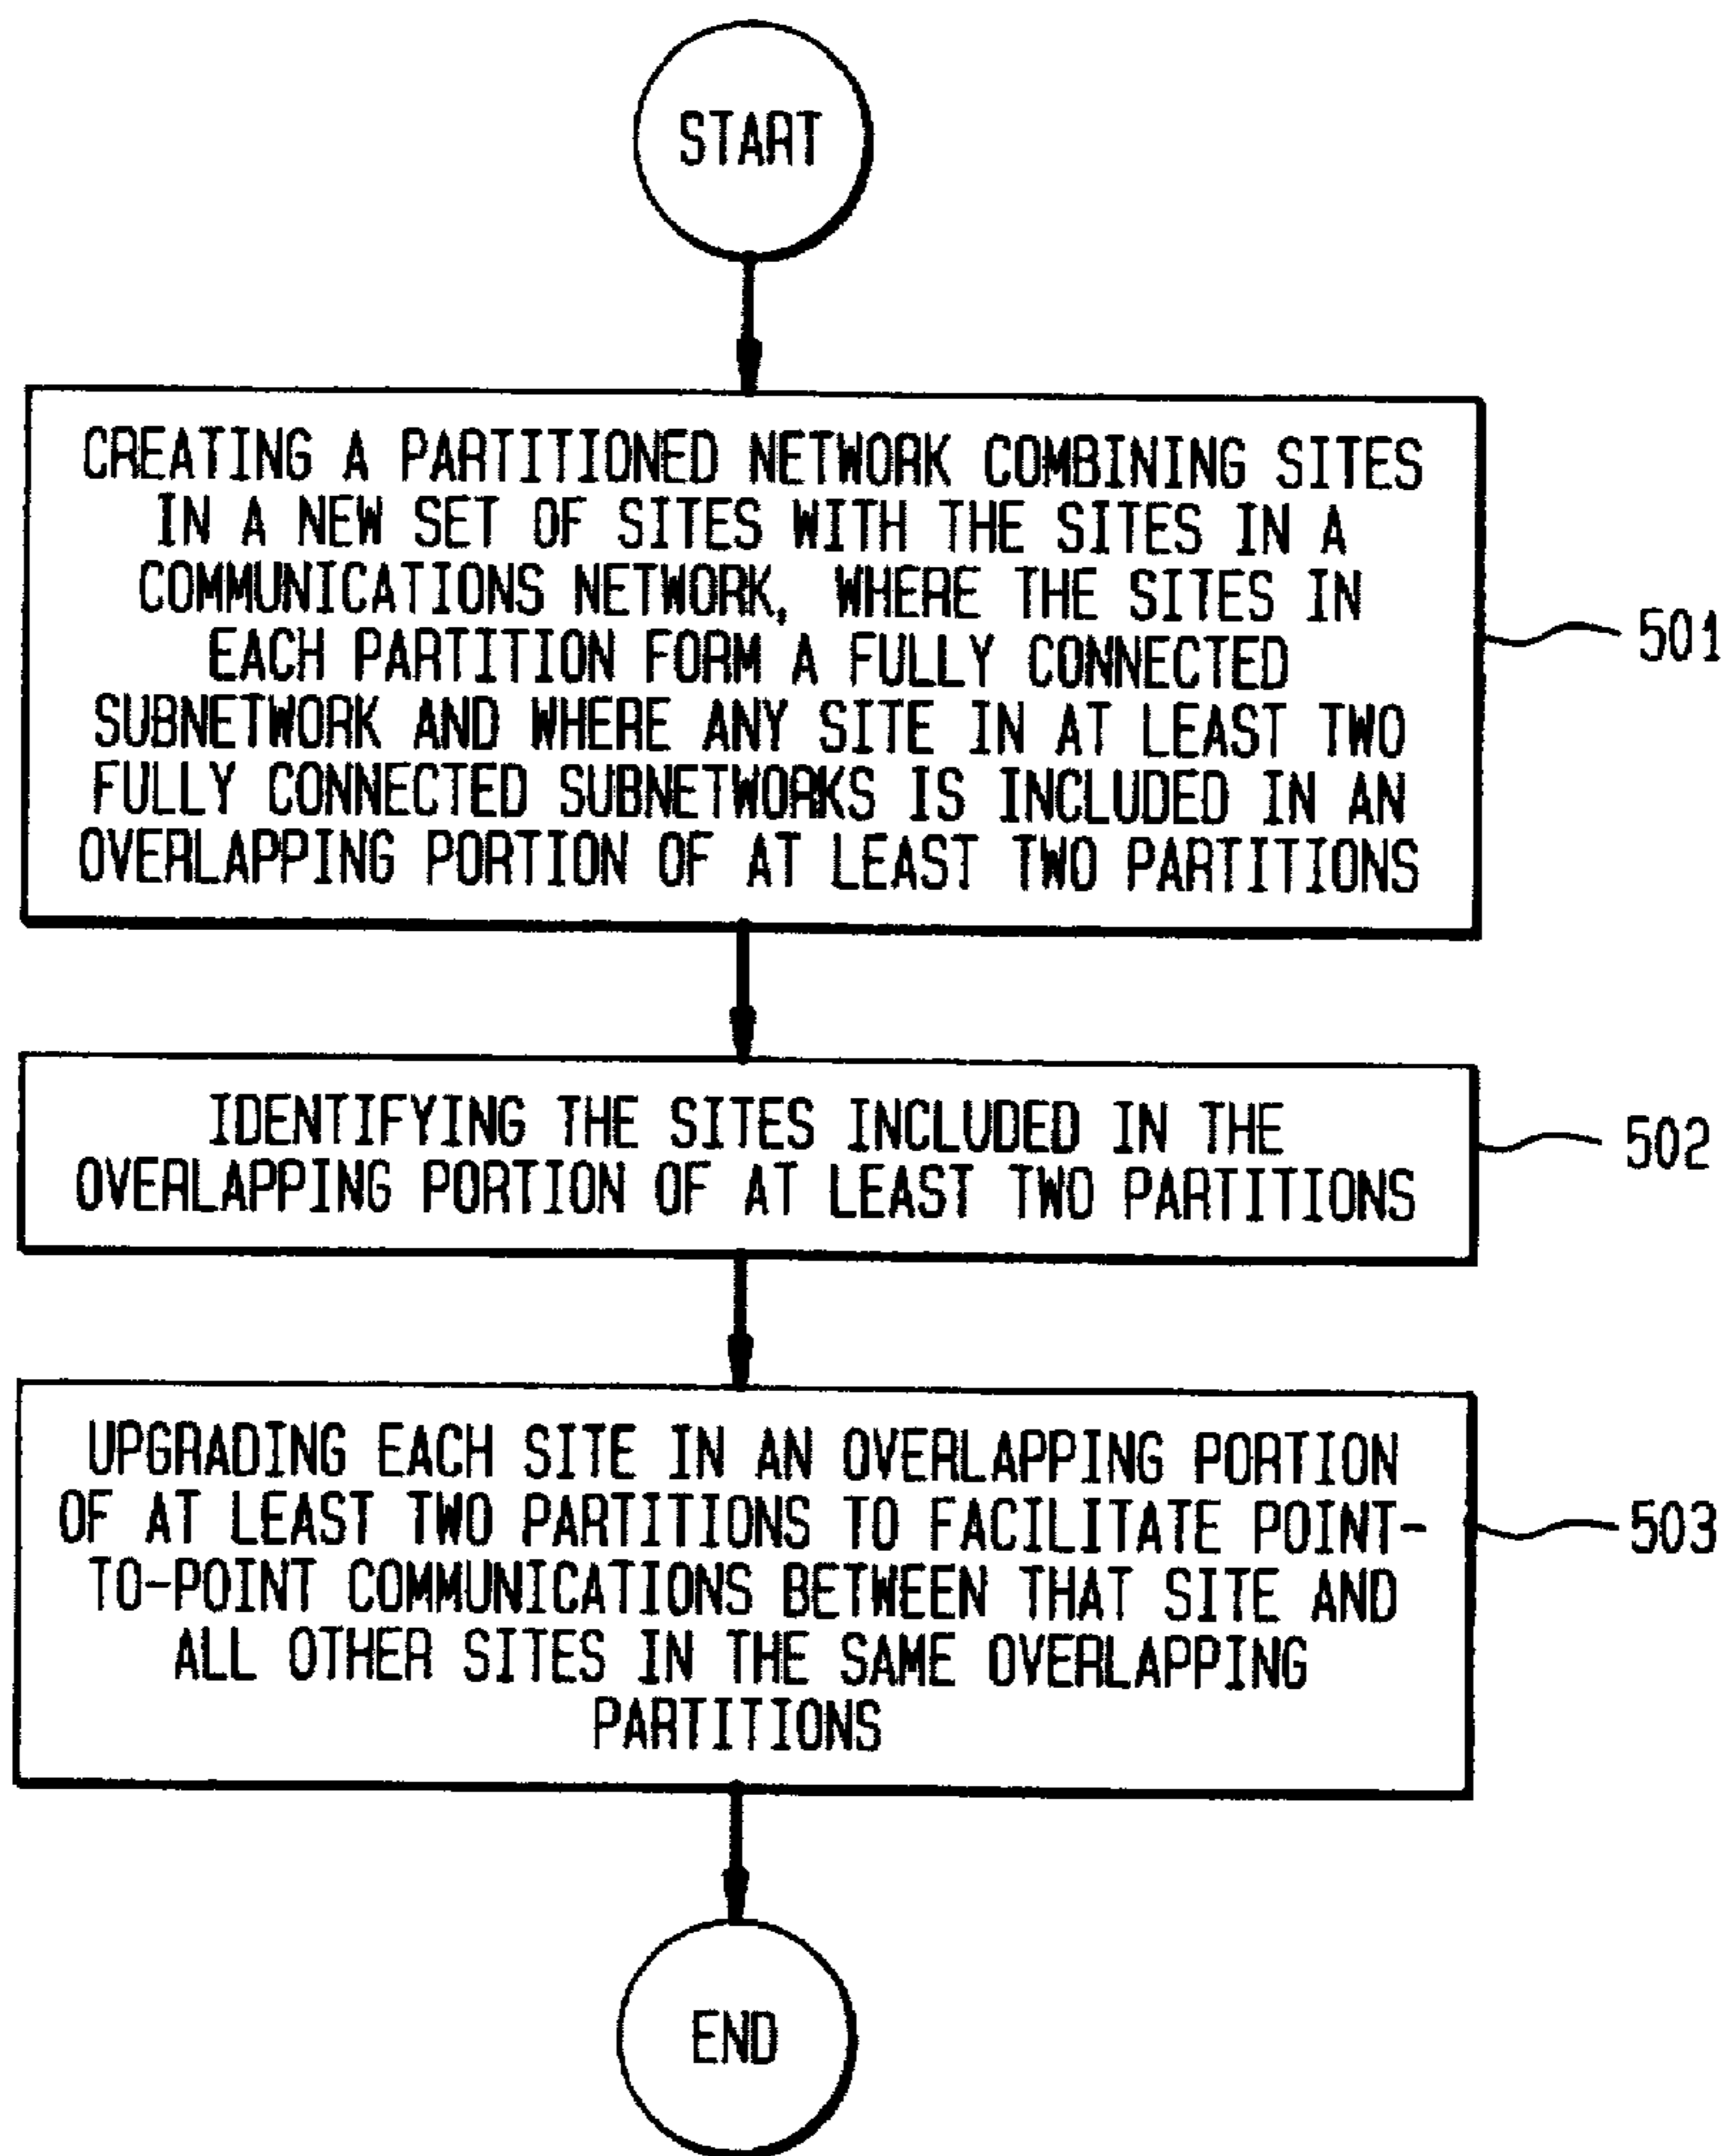 START
CREATING A PARTITIONED NETWORK COMBINING SITES
IN A NEW SET OF SITES WITH THE SITES IN A
COMMUNICATIONS NETWORK, WHERE THE SITES IN
EACH PARTITION FORM A FULLY CONNECTED
SUBNETWORK AND WHERE ANY SITE IN AT LEAST TWO
FULLY CONNECTED SUBNETWORKS IS INCLUDED IN AN
OVERLAPPING PORTION OF AT LEAST TWO PARTITIONS
501
IDENTIFYING THE SITES INCLUDED IN THE
OVERLAPPING PORTION OF AT LEAST TWO PARTITIONS
502
UPGRADING EACH SITE IN AN OVERLAPPING PORTION
OF AT LEAST TWO PARTITIONS TO FACILITATE POINT-
TO-POINT COMMUNICATIONS BETWEEN THAT SITE AND
ALL OTHER SITES IN THE SAME OVERLAPPING
PARTITIONS
503
END